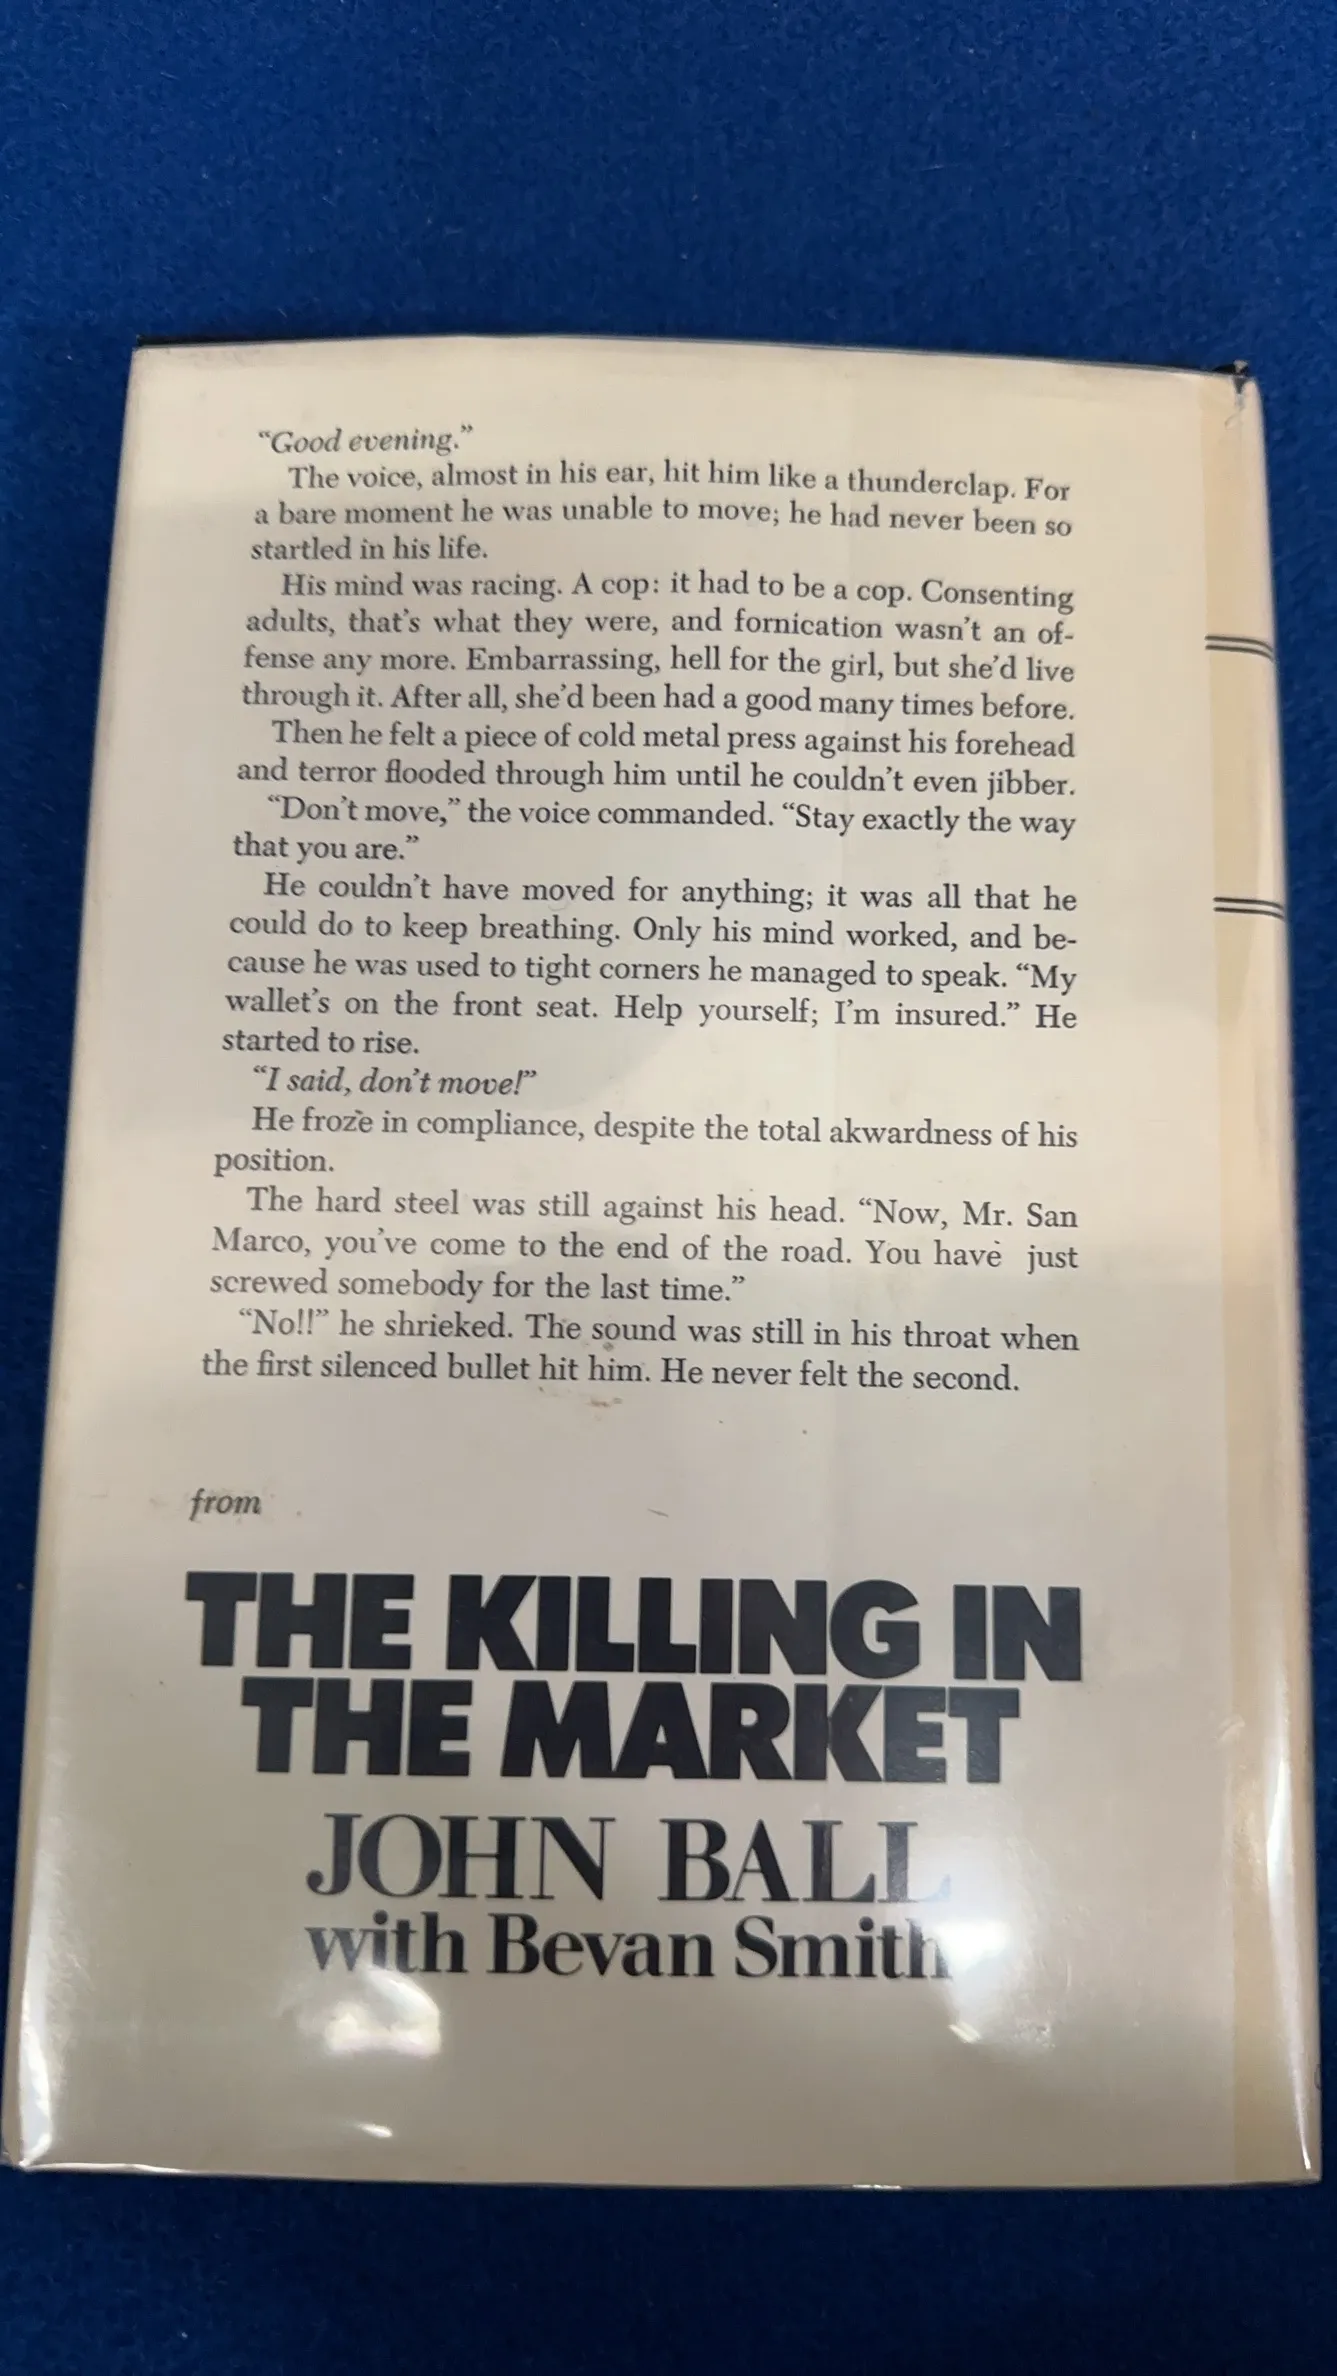 “Good evening.”
The voice, almost in his ear, hit him like a thunderclap. For
a bare moment he was unable to move; he had never been so
startled in his life.
His mind was racing. A cop: it had to be a cop. Consenting
adults, that’s what they were, and fornication wasn’t an of-
fense any more. Embarrassing, hell for the girl, but she’d live
through it. After all, she’d been had a good many times before.
Then he felt a piece of cold metal press against his forehead
and terror flooded through him until he couldn’t even jibber.
“Don’t move,” the voice commanded. “Stay exactly the way
that you are.”
He couldn’t have moved for anything; it was all that he
could do to keep breathing. Only his mind worked, and be-
cause he was used to tight corners he managed to speak. “My
wallet’s on the front seat. Help yourself; I’m insured.” He
started to rise.
“I said, don’t move!”
He froze in compliance, despite the total akwardness of his
position.
The hard steel was still against his head. “Now, Mr. San
Marco, you’ve come to the end of the road. You have just
screwed somebody for the last time.”
“No!!” he shrieked. The sound was still in his throat when
the first silenced bullet hit him. He never felt the second.
from
THE KILLING IN
THE MARKET
JOHN BALL
with Bevan Smith